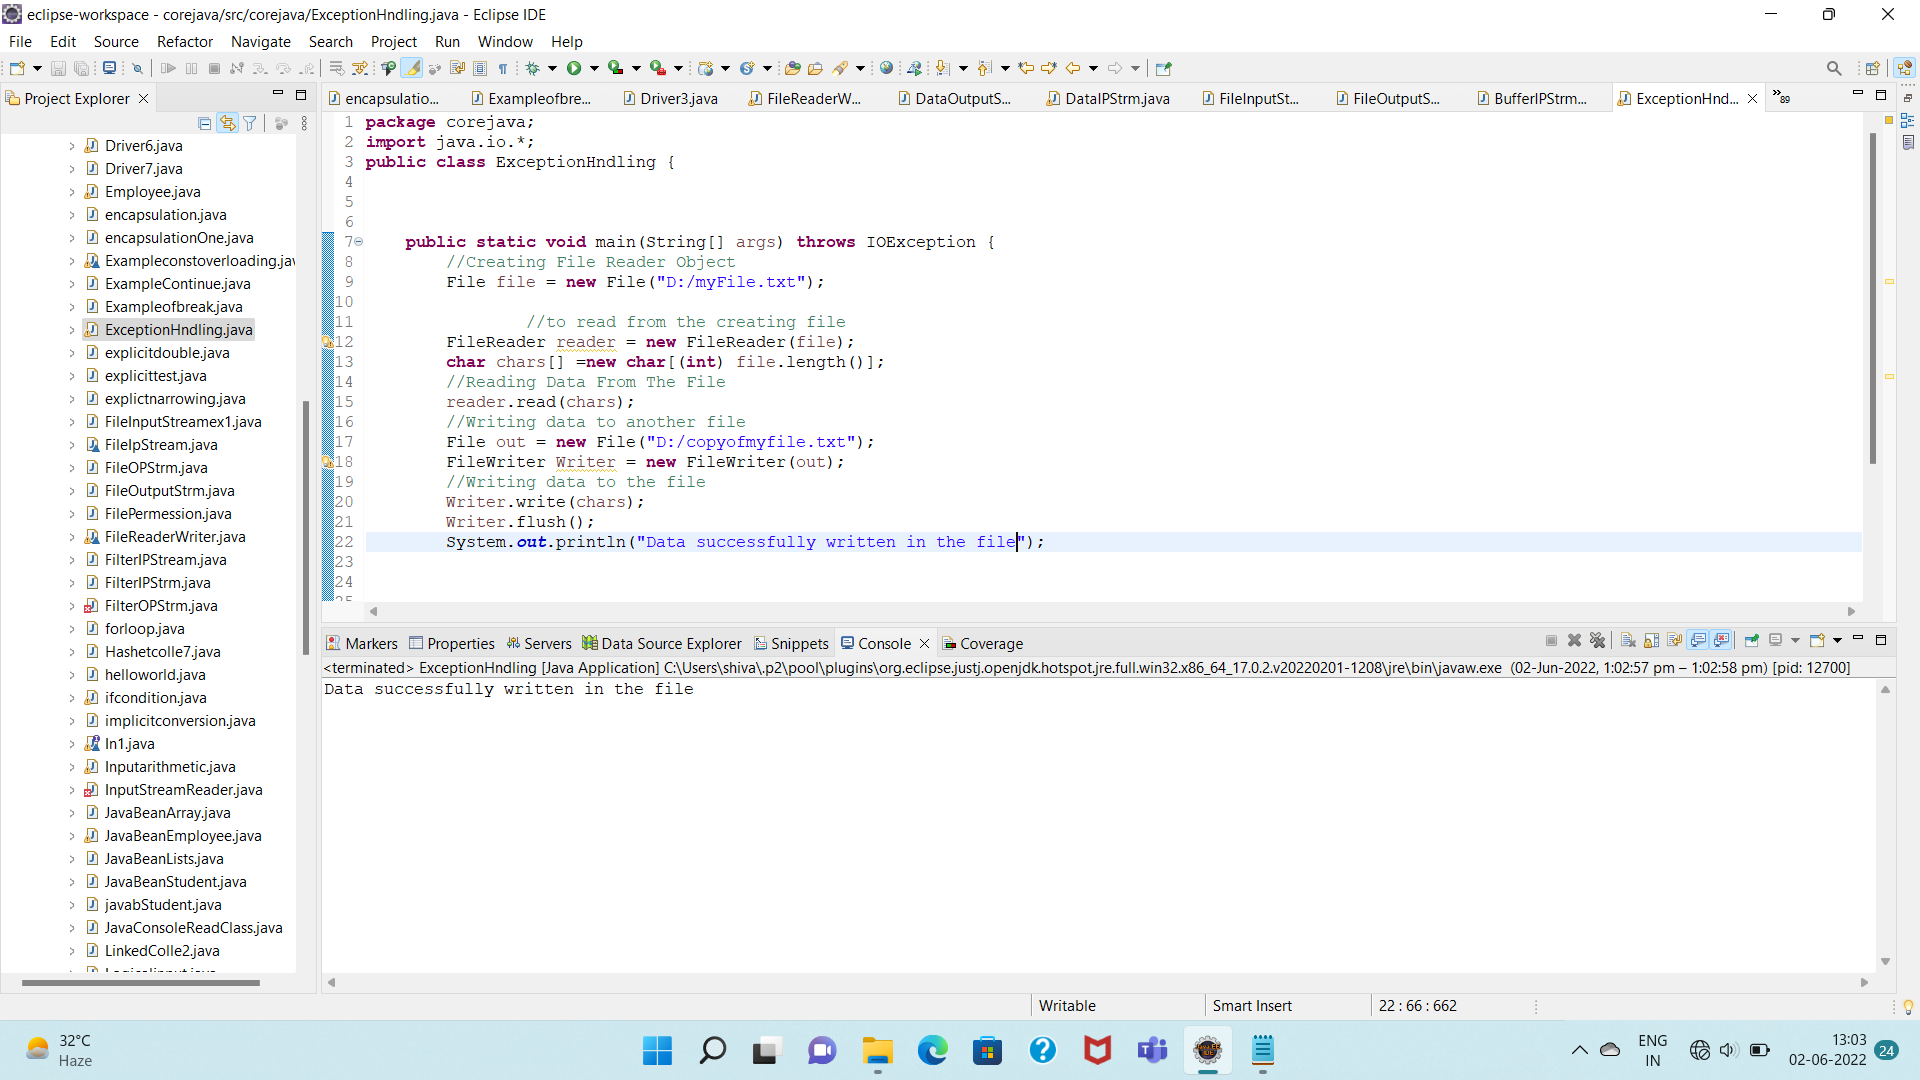 eclipse-workspace - corejava/src/corejava/ExceptionHndling.java - Eclipse IDE
File Edit Source Refactor Navigate Search Project Run Window Help
Project Explorer
encapsulatio... Exampleofbre... Driver3.java FileReaderW... DataOutputS... DataIPStrm.java FileInputSt... FileOutputS... BufferIPStrm... ExceptionHnd... 89
Driver6.java
Driver7.java
Employee.java
encapsulation.java
encapsulationOne.java
Exampleconstoverloading.jav
ExampleContinue.java
Exampleofbreak.java
ExceptionHndling.java
explicitdouble.java
explicittest.java
explictnarrowing.java
FileInputStreamex1.java
FileIpStream.java
FileOPStrm.java
FileOutputStrm.java
FilePermession.java
FileReaderWriter.java
FilterIPStream.java
FilterIPStrm.java
FilterOPStrm.java
forloop.java
Hashetcolle7.java
helloworld.java
ifcondition.java
implicitconversion.java
In1.java
Inputarithmetic.java
InputStreamReader.java
JavaBeanArray.java
JavaBeanEmployee.java
JavaBeanLists.java
JavaBeanStudent.java
javabStudent.java
JavaConsoleReadClass.java
LinkedColle2.java
1 package corejava;
2 import java.io.*;
3 public class ExceptionHndling {
4
5
6
7 public static void main(String[] args) throws IOException {
8 //Creating File Reader Object
9 File file = new File("D:/myFile.txt");
10
11 //to read from the creating file
12 FileReader reader = new FileReader(file);
13 char chars[] =new char[(int) file.length()];
14 //Reading Data From The File
15 reader.read(chars);
16 //Writing data to another file
17 File out = new File("D:/copyofmyfile.txt");
18 FileWriter Writer = new FileWriter(out);
19 //Writing data to the file
20 Writer.write(chars);
21 Writer.flush();
22 System.out.println("Data successfully written in the file");
23
24
25
Markers Properties Servers Data Source Explorer Snippets Console Coverage
<terminated> ExceptionHndling [Java Application] C:\Users\shiva\.p2\pool\plugins\org.eclipse.justj.openjdk.hotspot.jre.full.win32.x86_64_17.0.2.v20220201-1208\jre\bin\javaw.exe (02-Jun-2022, 1:02:57 pm – 1:02:58 pm) [pid: 12700]
Data successfully written in the file
Writable Smart Insert 22 : 66 : 662
32°C
Haze
ENG
IN
13:03
02-06-2022
24